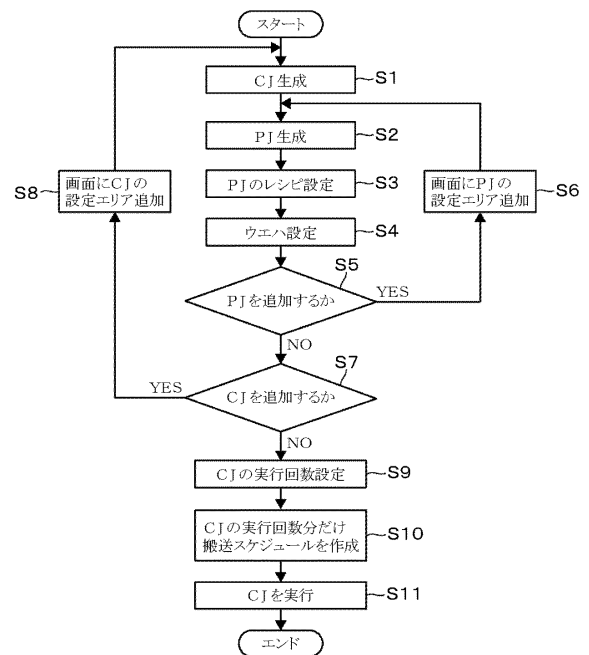 スタート
CJ生成
S1
PJ生成
S2
PJのレシピ設定
S3
ウエハ設定
S4
S5
PJを追加するか
YES
NO
画面にPJの
設定エリア追加
S6
S7
CJを追加するか
YES
NO
S8
画面にCJの
設定エリア追加
CJの実行回数設定
S9
CJの実行回数分だけ
搬送スケジュールを作成
S10
CJを実行
S11
エンド